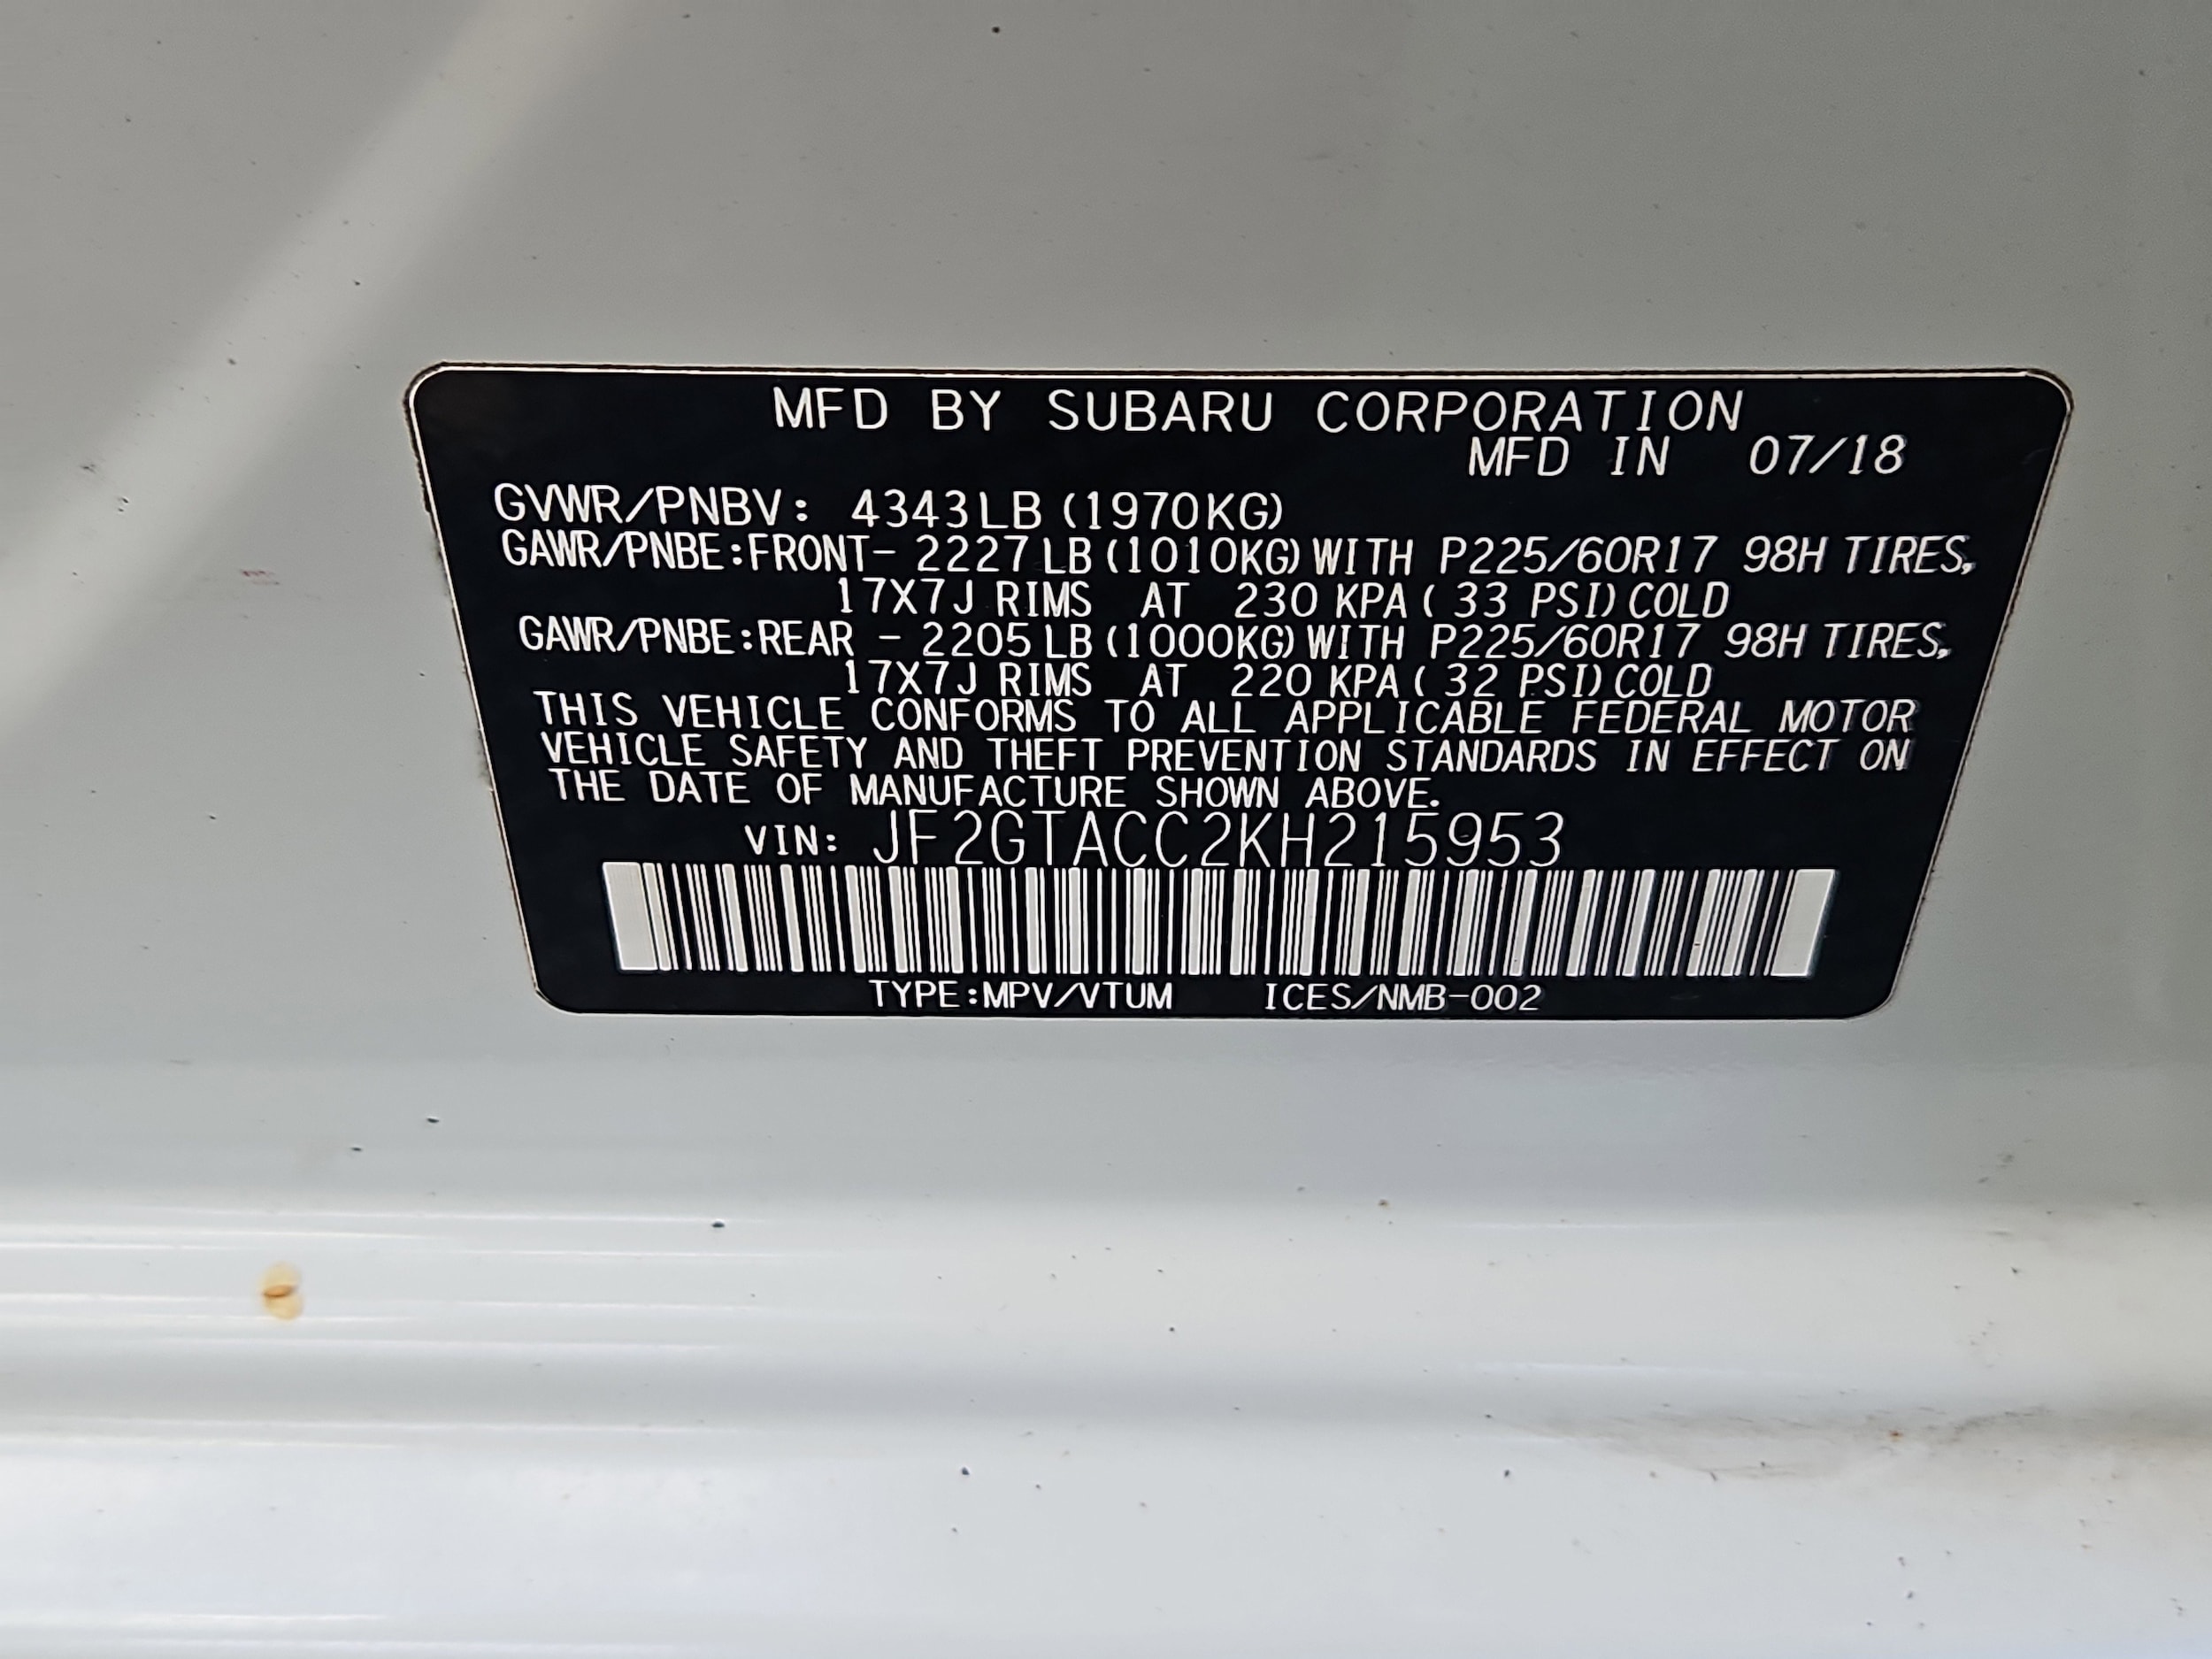 MFD BY SUBARU CORPORATION
MFD IN 07/18
GVWR/PNBV: 4343LB (1970KG)
GAWR/PNBE:FRONT- 2227LB (1010KG) WITH P225/60R17 98H TIRES,
17X7J RIMS AT 230 KPA ( 33 PSI) COLD
GAWR/PNBE:REAR - 2205LB (1000KG) WITH P225/60R17 98H TIRES,
17X7J RIMS AT 220 KPA ( 32 PSI) COLD
THIS VEHICLE CONFORMS TO ALL APPLICABLE FEDERAL MOTOR
VEHICLE SAFETY AND THEFT PREVENTION STANDARDS IN EFFECT ON
THE DATE OF MANUFACTURE SHOWN ABOVE.
VIN: JF2GTACC2KH215953
TYPE:MPV/VTUM ICES/NMB-002